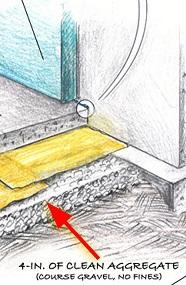 4-IN. OF CLEAN AGGREGATE
(COURSE GRAVEL, NO FINES)